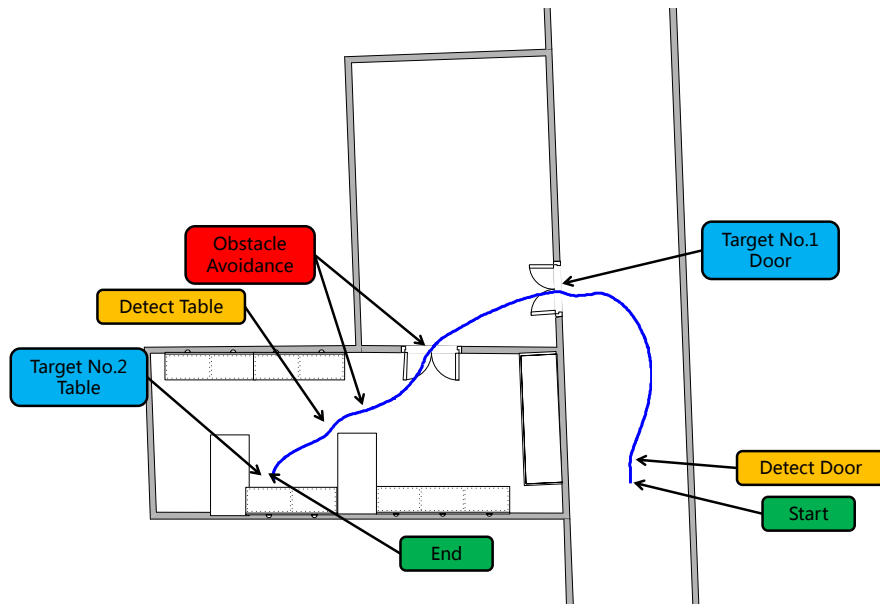 Obstacle
Avoidance
Target No.1
Door
Detect Table
Target No.2
Table
Detect Door
Start
End